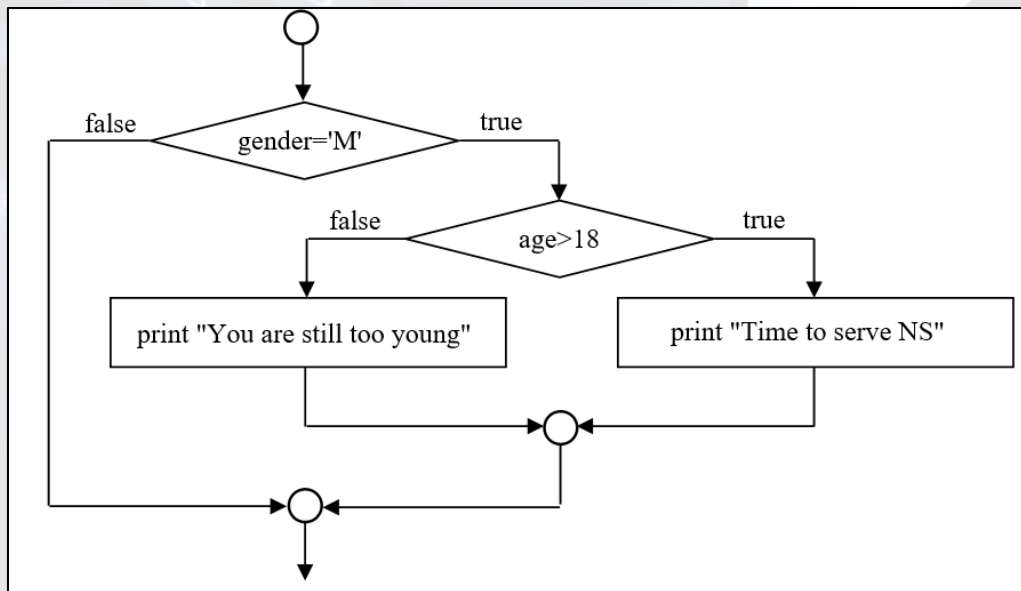 false
gender='M'
true
false
age>18
true
print "You are still too young"
print "Time to serve NS"